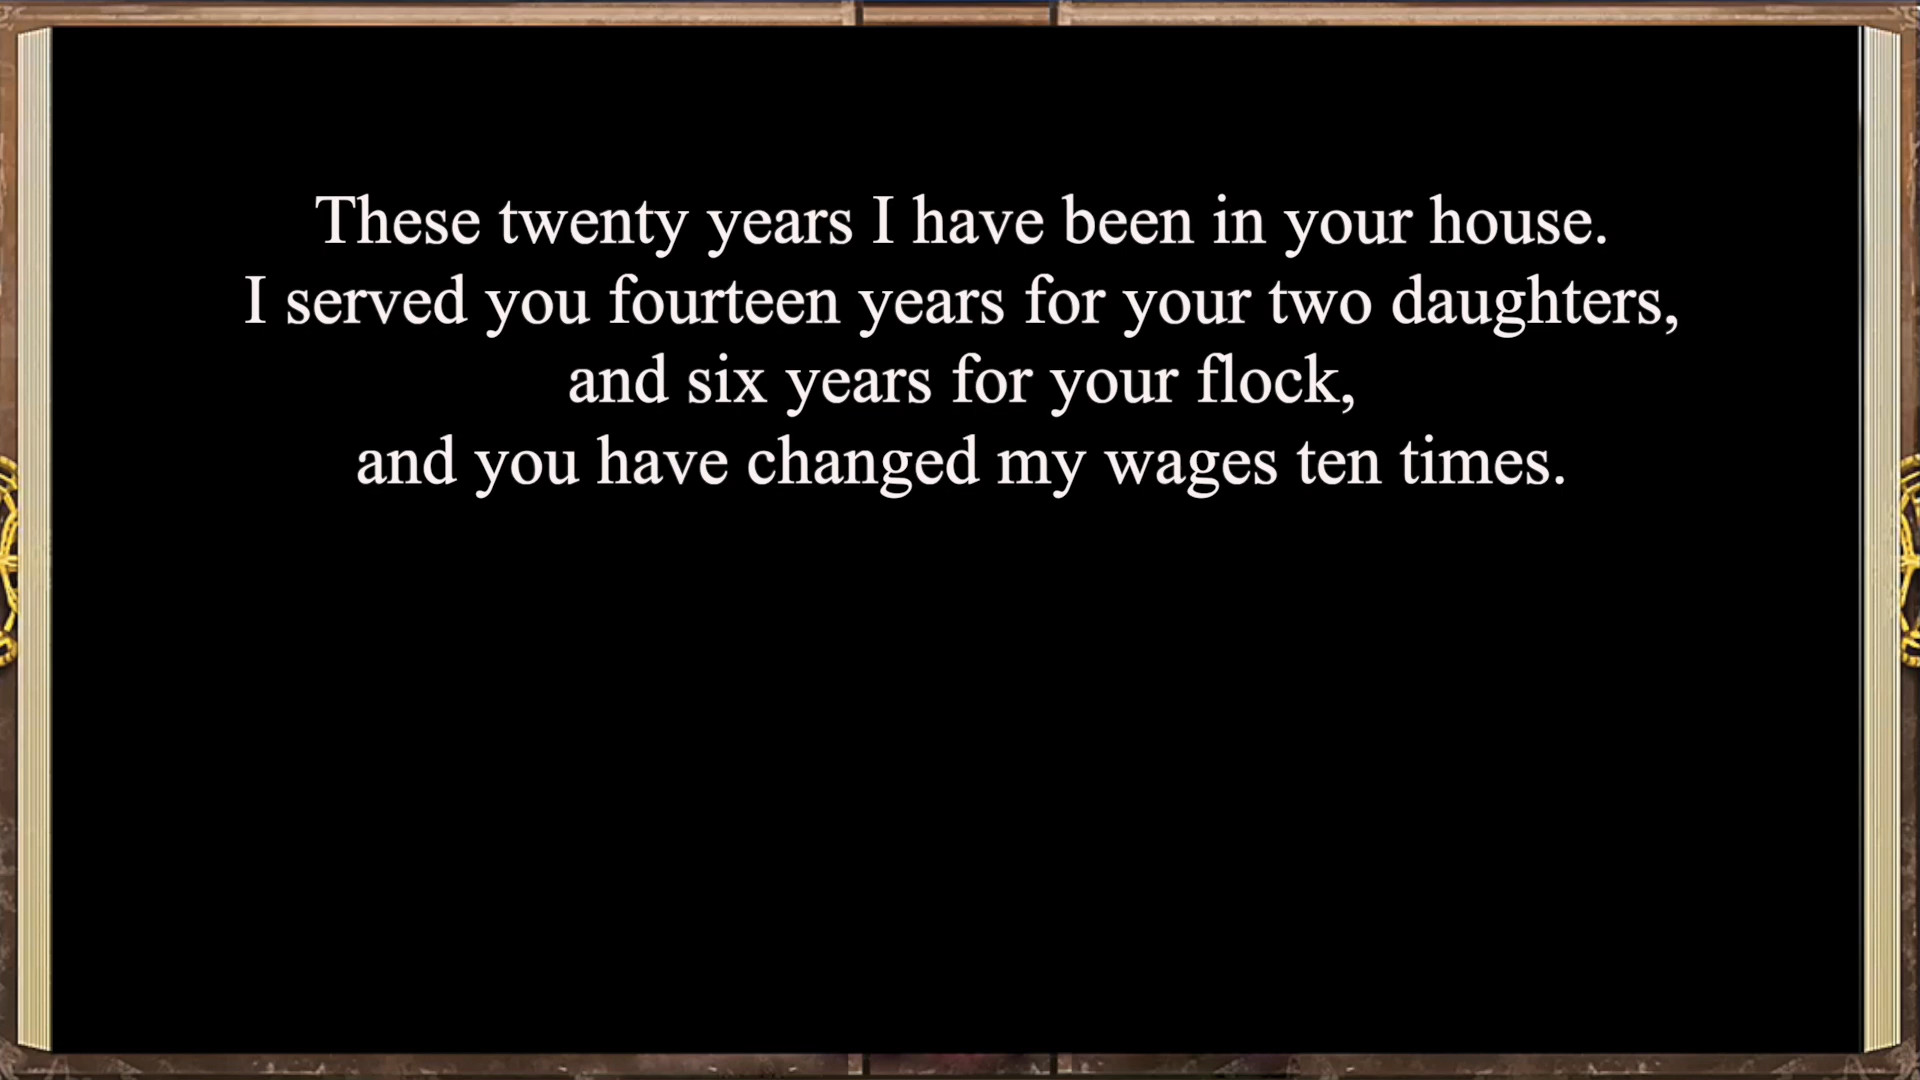 These twenty years I have been in your house.
I served you fourteen years for your two daughters,
and six years for your flock,
and you have changed my wages ten times.